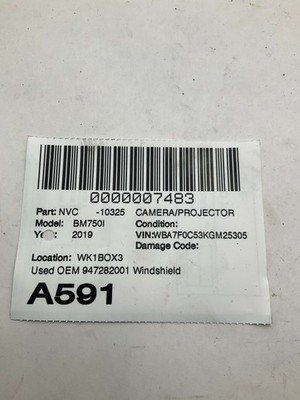 0000007483
Part: NVC -10325 CAMERA/PROJECTOR
Model: BM750I Condition:
2019 VIN:WBA7F0C53KGM25305
Damage Code:
Location: WK1BOX3
Used OEM 947282001 Windshield
A591